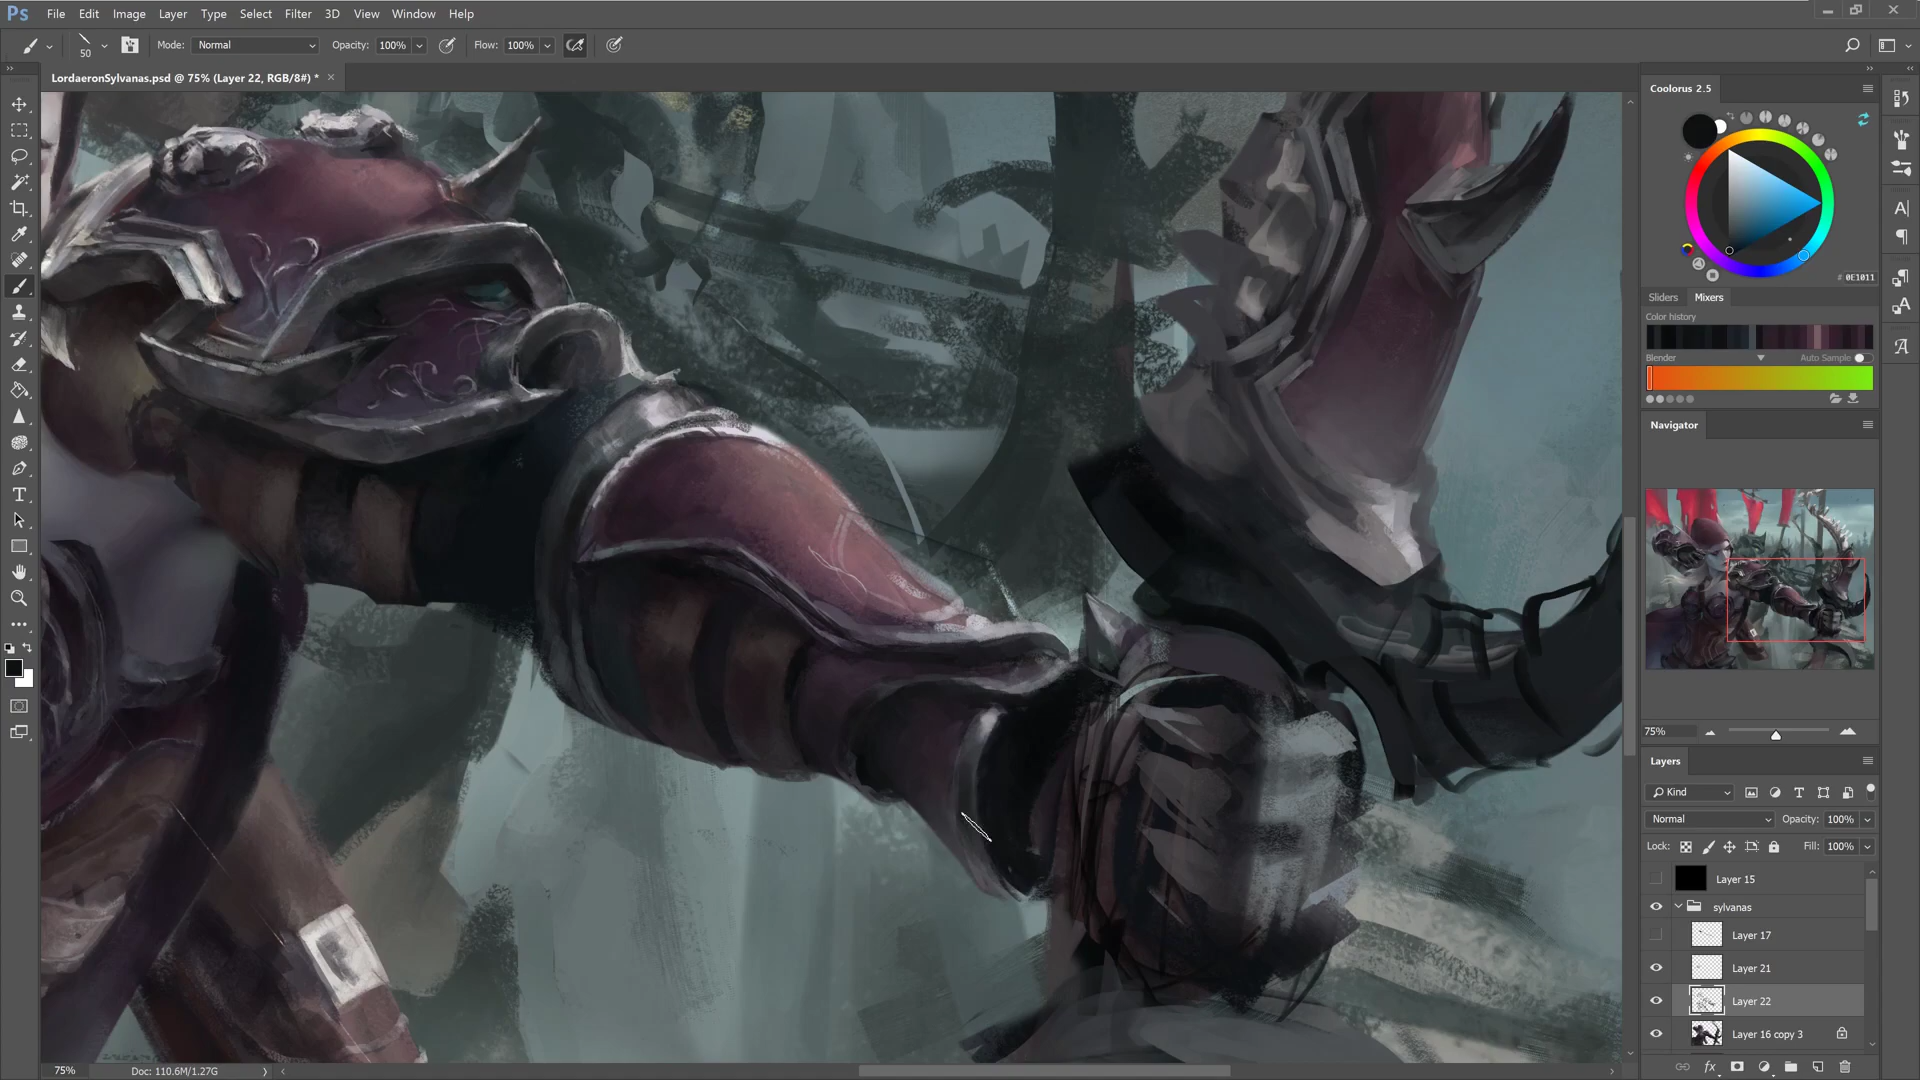 Ps File Edit Image Layer Type Select Filter 3D View Window Help
50 Mode: Normal Opacity: 100% Flow: 100%
LordaeronSylvanas.psd @ 75% (Layer 22, RGB/8#) * ×
Coolorus 2.5
# 0E1011
Sliders Mixers
Color history
Blender Auto Sample
Navigator
75%
Layers
Kind
Normal Opacity: 100%
Lock: Fill: 100%
Layer 15
sylvanas
Layer 17
Layer 21
Layer 22
Layer 16 copy 3
fx
75% Doc: 110.6M/1.27G